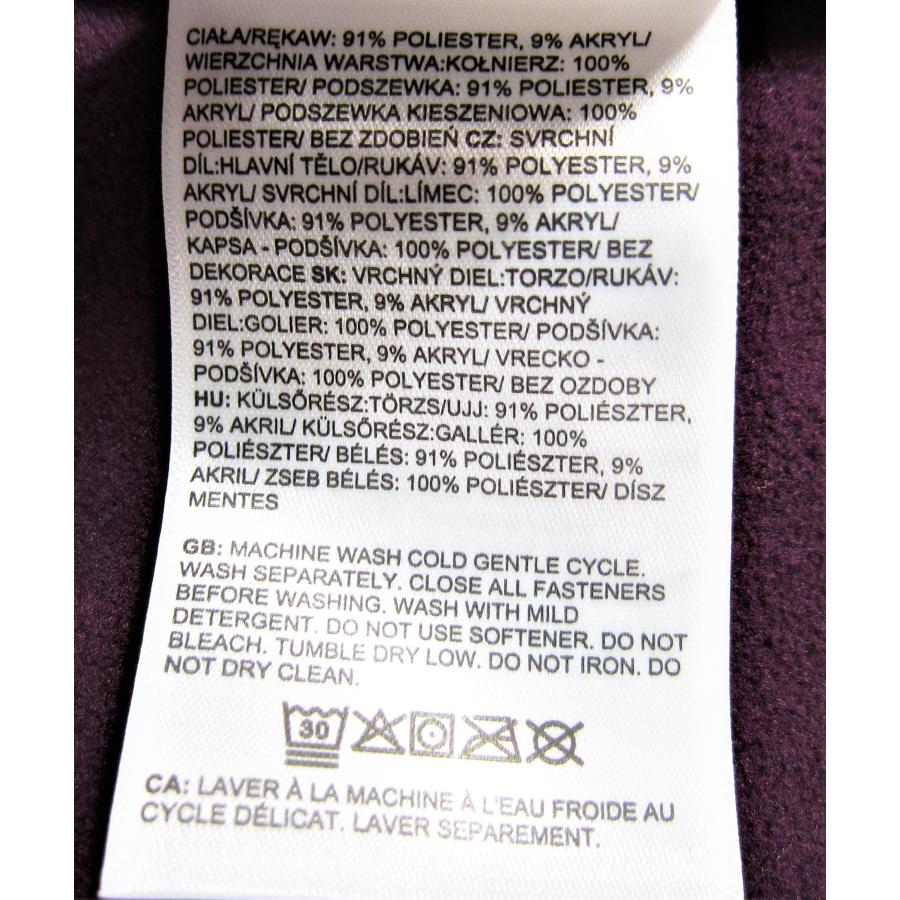 CIAŁA/RĘKAW: 91% POLIESTER, 9% AKRYL/
WIERZCHNIA WARSTWA:KOŁNIERZ: 100%
POLIESTER/ PODSZEWKA: 91% POLIESTER, 9%
AKRYL/ PODSZEWKA KIESZENIOWA: 100%
POLIESTER/ BEZ ZDOBIEŃ CZ: SVRCHNÍ
DÍL:HLAVNÍ TĚLO/RUKÁV: 91% POLYESTER, 9%
AKRYL/ SVRCHNÍ DÍL:LÍMEC: 100% POLYESTER/
PODŠÍVKA: 91% POLYESTER, 9% AKRYL/
KAPSA - PODŠÍVKA: 100% POLYESTER/ BEZ
DEKORACE SK: VRCHNÝ DIEL:TORZO/RUKÁV:
91% POLYESTER, 9% AKRYL/ VRCHNÝ
DIEL:GOLIER: 100% POLYESTER/ PODŠÍVKA:
91% POLYESTER, 9% AKRYL/ VRECKO -
PODŠÍVKA: 100% POLYESTER/ BEZ OZDOBY
HU: KÜLSŐRÉSZ:TÖRZS/UJJ: 91% POLIÉSZTER,
9% AKRIL/ KÜLSŐRÉSZ:GALLÉR: 100%
POLIÉSZTER/ BÉLÉS: 91% POLIÉSZTER, 9%
AKRIL/ ZSEB BÉLÉS: 100% POLIÉSZTER/ DÍSZ
MENTES
GB: MACHINE WASH COLD GENTLE CYCLE.
WASH SEPARATELY. CLOSE ALL FASTENERS
BEFORE WASHING. WASH WITH MILD
DETERGENT. DO NOT USE SOFTENER. DO NOT
BLEACH. TUMBLE DRY LOW. DO NOT IRON. DO
NOT DRY CLEAN.
30
CA: LAVER À LA MACHINE À L'EAU FROIDE AU
CYCLE DÉLICAT. LAVER SÉPAREMENT.